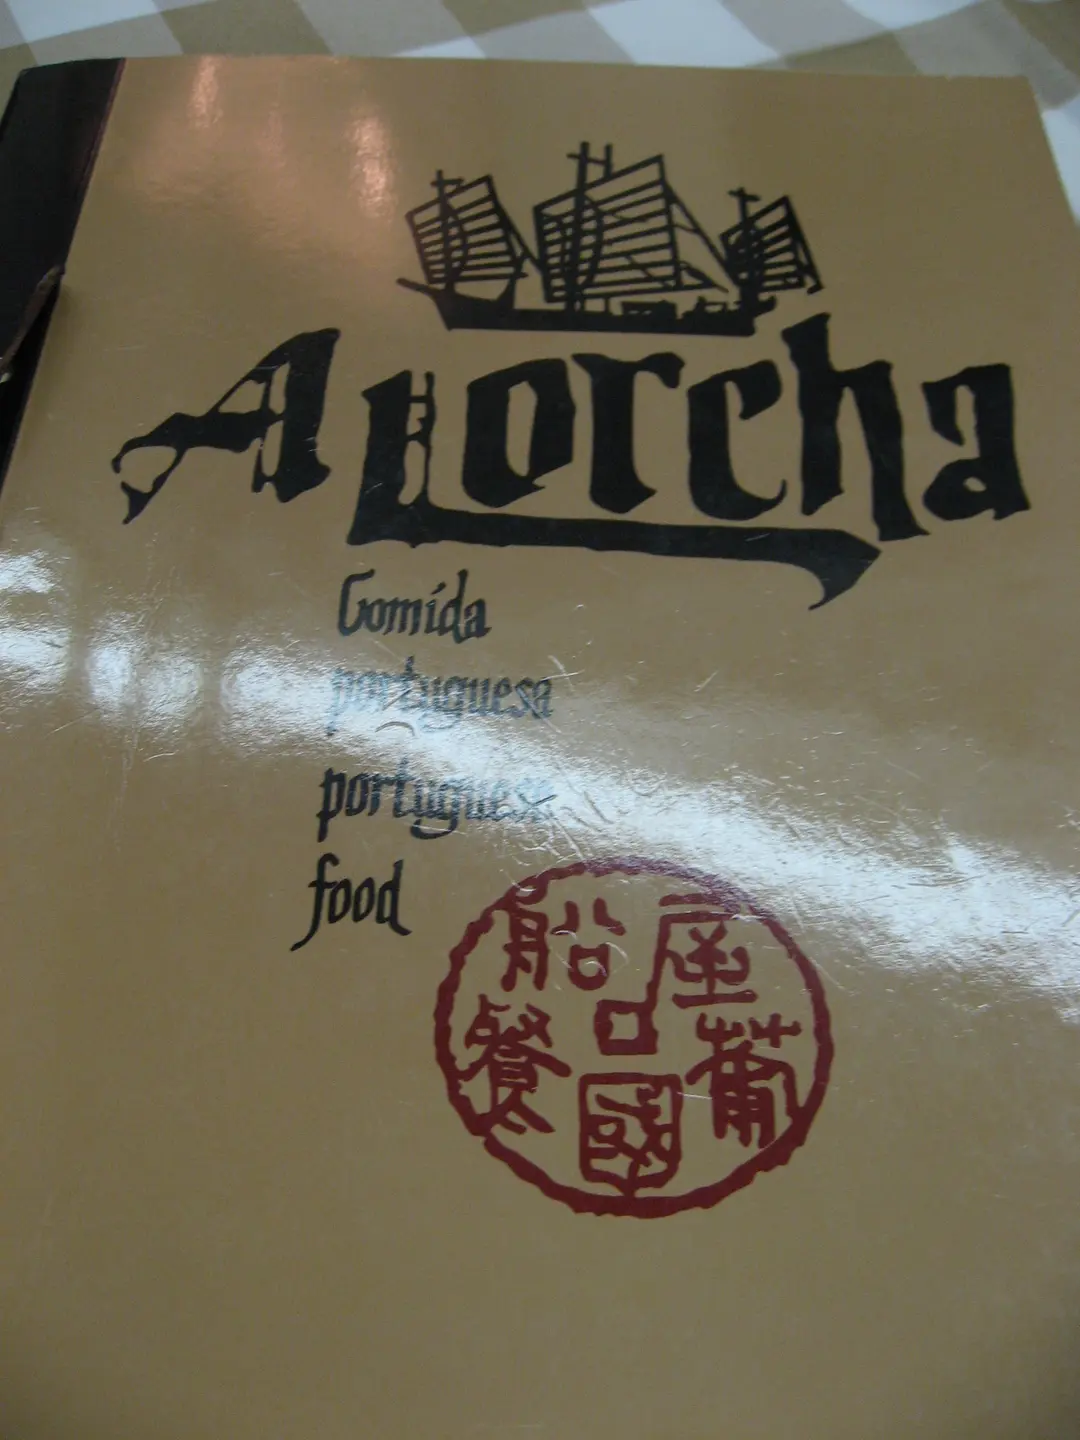 A Lorcha
Comida
portuguesa
portuguese
food
船屋葡國餐